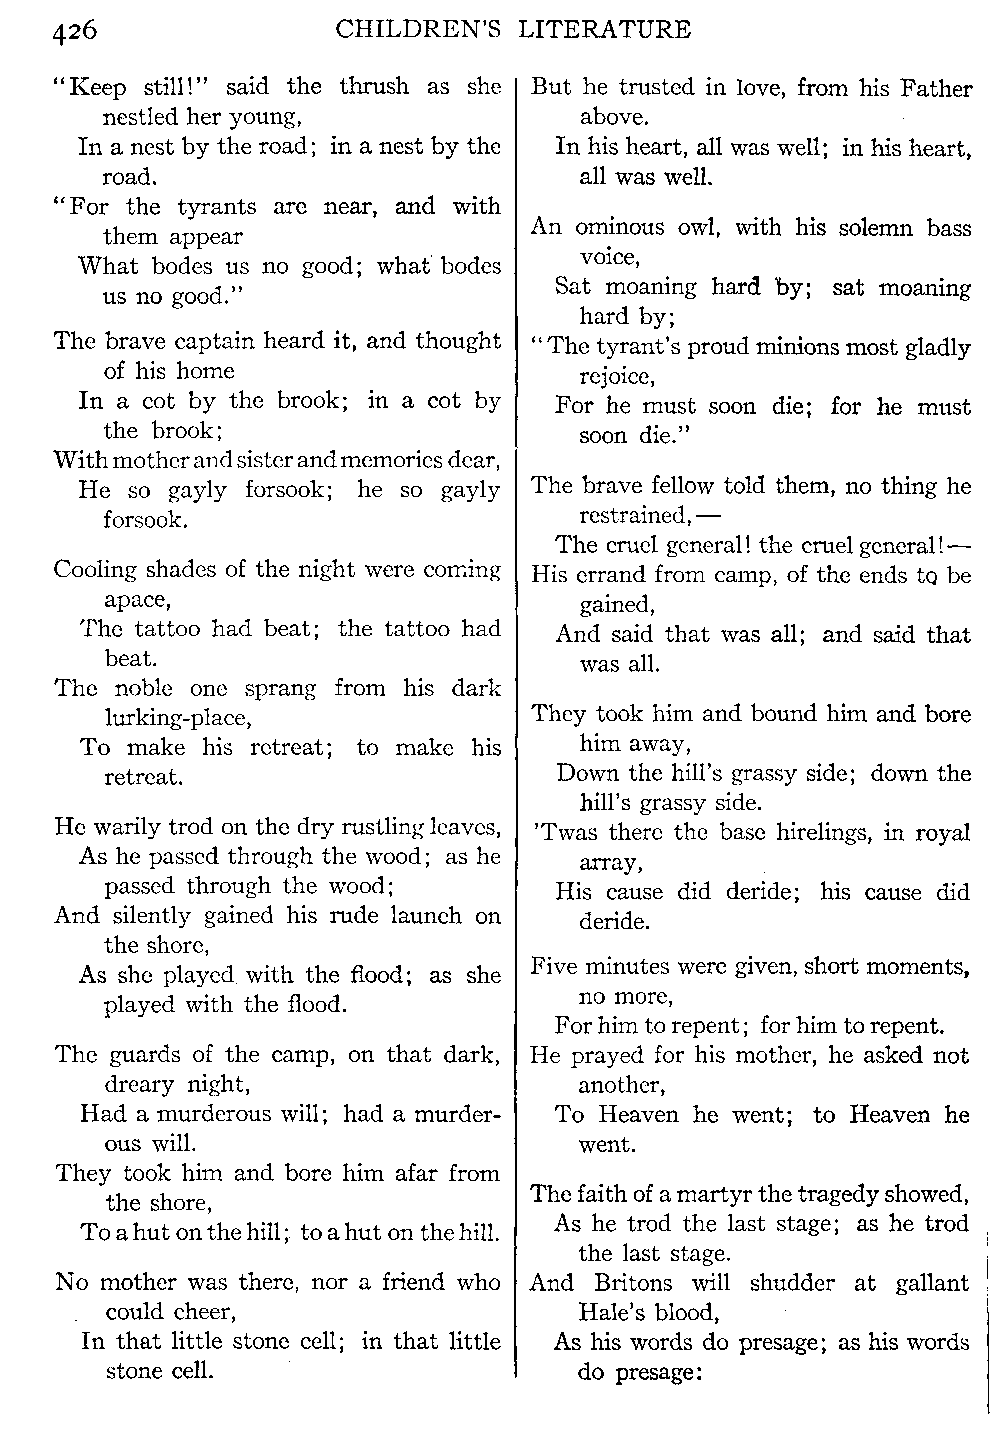 426 CHILDREN'S LITERATURE
"Keep still!" said the thrush as she
nestled her young,
In a nest by the road; in a nest by the
road.
"For the tyrants are near, and with
them appear
What bodes us no good; what bodes
us no good."
The brave captain heard it, and thought
of his home
In a cot by the brook; in a cot by
the brook;
With mother and sister and memories dear,
He so gayly forsook; he so gayly
forsook.
Cooling shades of the night were coming
apace,
The tattoo had beat; the tattoo had
beat.
The noble one sprang from his dark
lurking-place,
To make his retreat; to make his
retreat.
He warily trod on the dry rustling leaves,
As he passed through the wood; as he
passed through the wood;
And silently gained his rude launch on
the shore,
As she played with the flood; as she
played with the flood.
The guards of the camp, on that dark,
dreary night,
Had a murderous will; had a murder-
ous will.
They took him and bore him afar from
the shore,
To a hut on the hill; to a hut on the hill.
No mother was there, nor a friend who
could cheer,
In that little stone cell; in that little
stone cell.
But he trusted in love, from his Father
above.
In his heart, all was well; in his heart,
all was well.
An ominous owl, with his solemn bass
voice,
Sat moaning hard by; sat moaning
hard by;
"The tyrant's proud minions most gladly
rejoice,
For he must soon die; for he must
soon die."
The brave fellow told them, no thing he
restrained,—
The cruel general! the cruel general!—
His errand from camp, of the ends to be
gained,
And said that was all; and said that
was all.
They took him and bound him and bore
him away,
Down the hill's grassy side; down the
hill's grassy side.
'Twas there the base hirelings, in royal
array,
His cause did deride; his cause did
deride.
Five minutes were given, short moments,
no more,
For him to repent; for him to repent.
He prayed for his mother, he asked not
another,
To Heaven he went; to Heaven he
went.
The faith of a martyr the tragedy showed,
As he trod the last stage; as he trod
the last stage.
And Britons will shudder at gallant
Hale's blood,
As his words do presage; as his words
do presage: